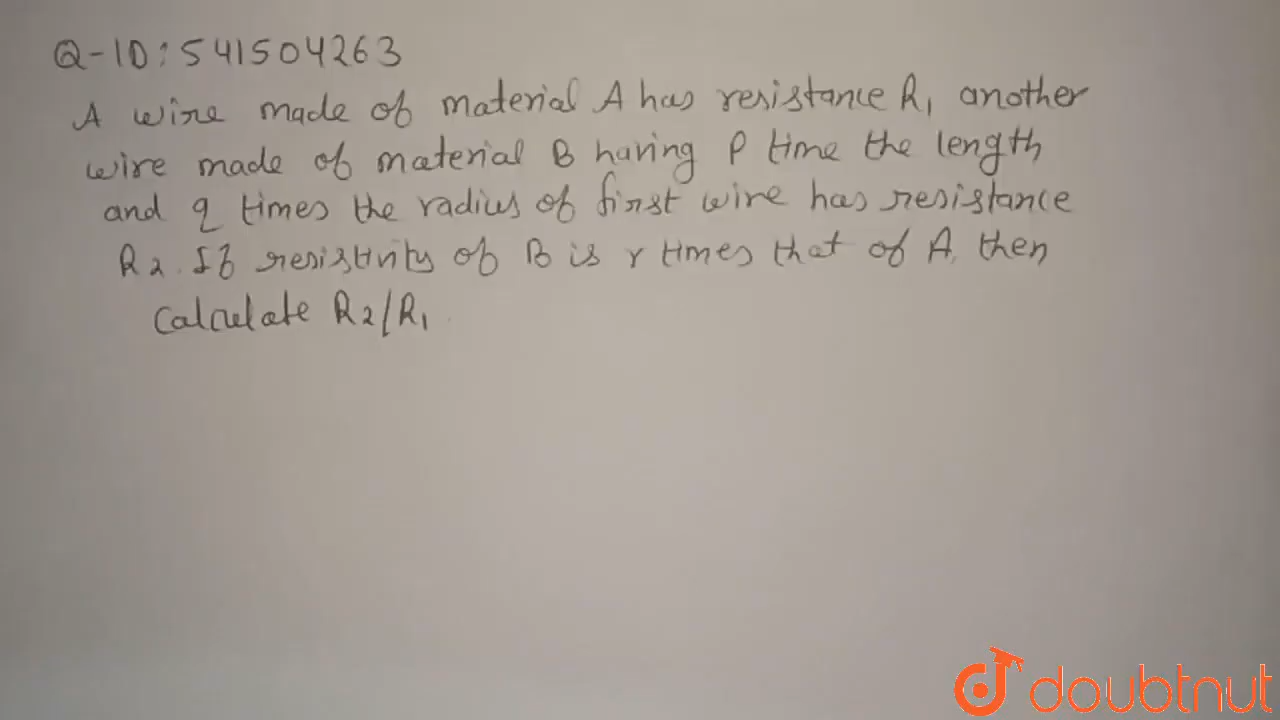 Q-ID: 541504263
A wire made of material A has resistance R1 another
wire made of material B having P time the length
and q times the radius of first wire has resistance
R2. If resistivity of B is r times that of A, then
Calculate R2/R1
doubtnut